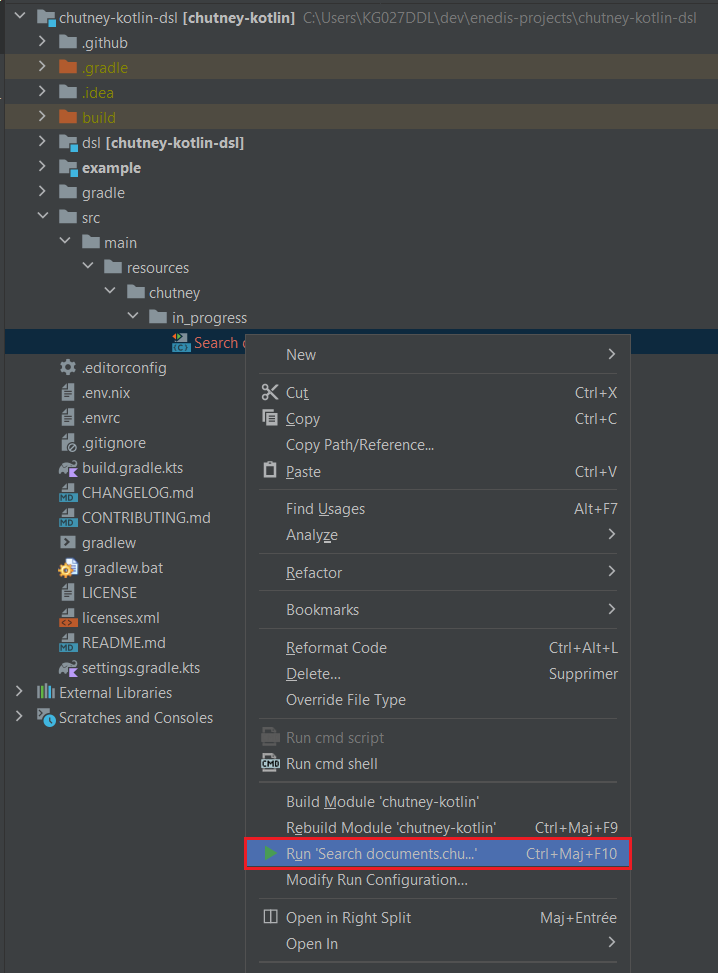 chutney-kotlin-dsl [chutney-kotlin] C:\Users\KG027DDL\dev\enedis-projects\chutney-kotlin-dsl
.github
.gradle
.idea
build
dsl [chutney-kotlin-dsl]
example
gradle
src
main
resources
chutney
in_progress
Search
.editorconfig
.env.nix
.envrc
.gitignore
build.gradle.kts
CHANGELOG.md
CONTRIBUTING.md
gradlew
gradlew.bat
LICENSE
licenses.xml
README.md
settings.gradle.kts
External Libraries
Scratches and Consoles
New
Cut Ctrl+X
Copy Ctrl+C
Copy Path/Reference...
Paste Ctrl+V
Find Usages Alt+F7
Analyze
Refactor
Bookmarks
Reformat Code Ctrl+Alt+L
Delete... Supprimer
Override File Type
Run cmd script
Run cmd shell
Build Module 'chutney-kotlin'
Rebuild Module 'chutney-kotlin' Ctrl+Maj+F9
Run 'Search documents.chu...' Ctrl+Maj+F10
Modify Run Configuration...
Open in Right Split Maj+Entrée
Open In